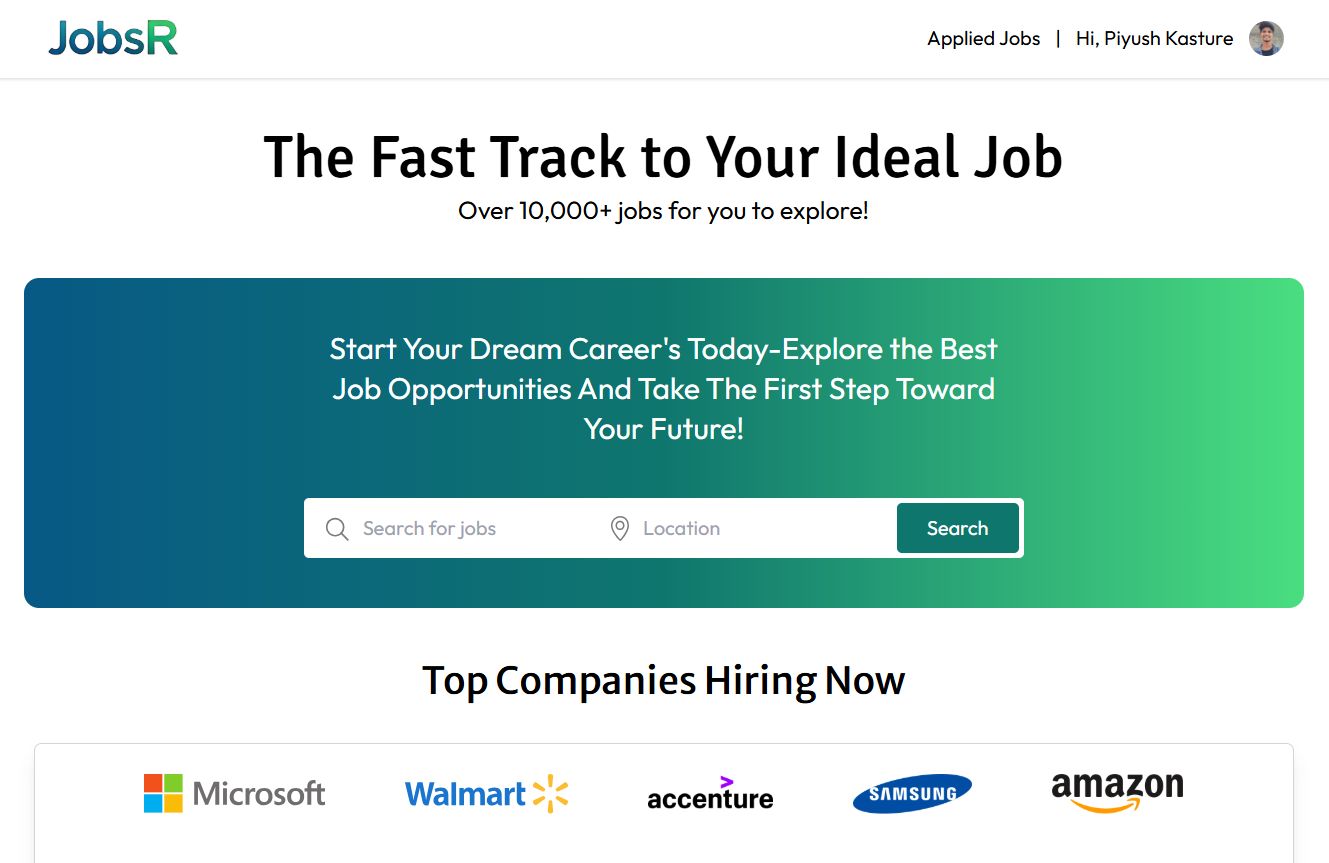 JobsR
Applied Jobs | Hi, Piyush Kasture
The Fast Track to Your Ideal Job
Over 10,000+ jobs for you to explore!
Start Your Dream Career's Today-Explore the Best
Job Opportunities And Take The First Step Toward
Your Future!
Search for jobs Location Search
Top Companies Hiring Now
Microsoft Walmart accenture SAMSUNG amazon